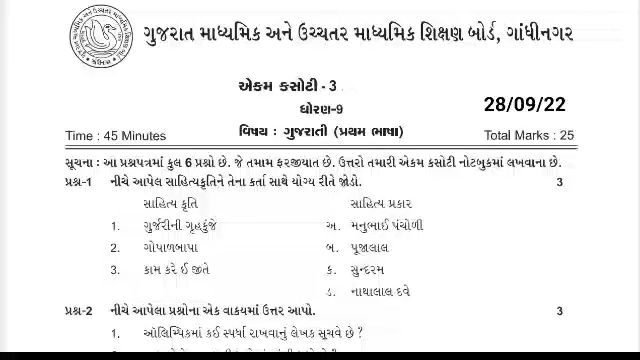 ગુજરાત માધ્યમિક અને ઉચ્ચતર માધ્યમિક શિક્ષણ બોર્ડ, ગાંધીનગર
એકમ કસોટી - 3
ધોરણ-9
28/09/22
Time : 45 Minutes
વિષય : ગુજરાતી (પ્રથમ ભાષા)
Total Marks : 25
સૂચના : આ પ્રશ્નપત્રમાં કુલ 6 પ્રશ્નો છે. જે તમામ ફરજીયાત છે. ઉત્તરો તમારી એકમ કસોટી નોટબુકમાં લખવાના છે.
પ્રશ્ન-1 નીચે આપેલ સાહિત્યકૃતિને તેના કર્તા સાથે યોગ્ય રીતે જોડો. 3
સાહિત્ય કૃતિ સાહિત્ય પ્રકાર
1. ગુર્જરીની ગૃહકુંજે અ. મનુભાઈ પંચોળી
2. ગોપાળબાપા બ. પૂજાલાલ
3. કામ કરે ઈ જીતે ક. સુન્દરમ
ડ. નાથાલાલ દવે
પ્રશ્ન-2 નીચે આપેલા પ્રશ્નોના એક વાકયમાં ઉત્તર આપો. 3
1. ઑલિમ્પિકમાં કઈ સ્પર્ધા રાખવાનું લેખક સૂચવે છે ?